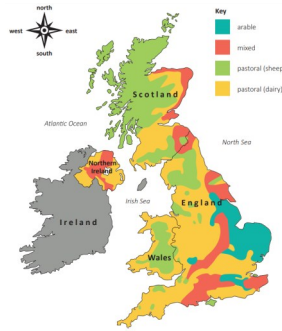 north
west
east
south
Key
arable
mixed
pastoral (sheep
pastoral (dairy)
Scotland
Atlantic Ocean
North Sea
Northern
Ireland
Irish Sea
England
Ireland
Wales